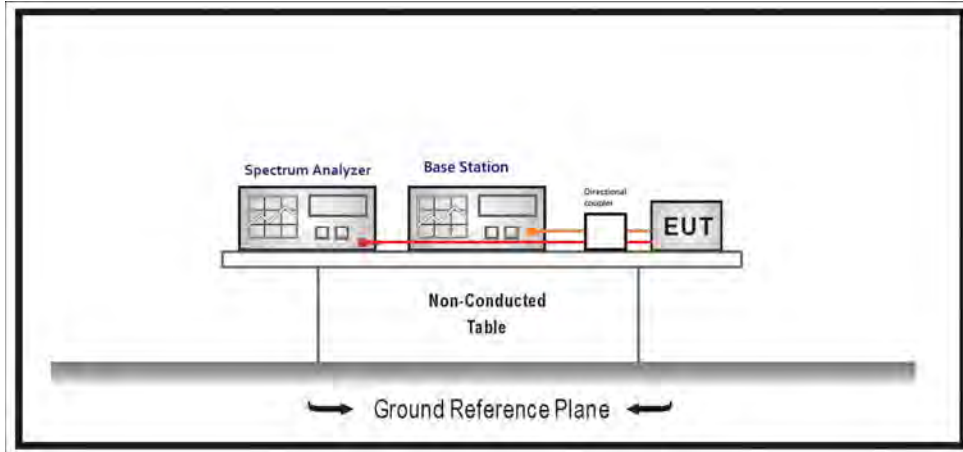 Spectrum Analyzer
Base Station
Directional
coupler
EUT
Non-Conducted
Table
Ground Reference Plane